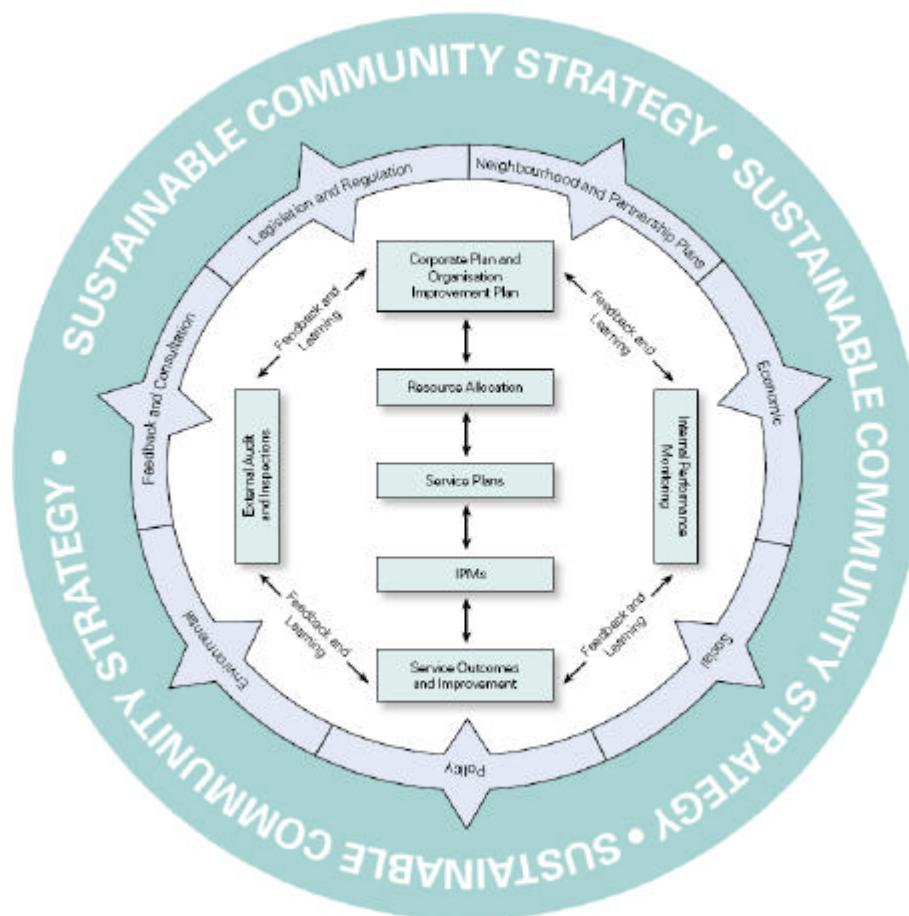 SUSTAINABLE COMMUNITY STRATEGY • SUSTAINABLE COMMUNITY STRATEGY • SUSTAINABLE COMMUNITY STRATEGY •
Legislation and Regulation
Neighbourhood and Partnership Plans
Economic
Social
Policy
Environmental
Feedback and Consultation
Corporate Plan and
Organisation
Improvement Plan
Feedback and
Learning
Feedback and
Learning
Resource Allocation
External Audit
and Inspections
Service Plans
Internal Performance
Monitoring
IPMs
Feedback and
Learning
Feedback and
Learning
Service Outcomes
and Improvement